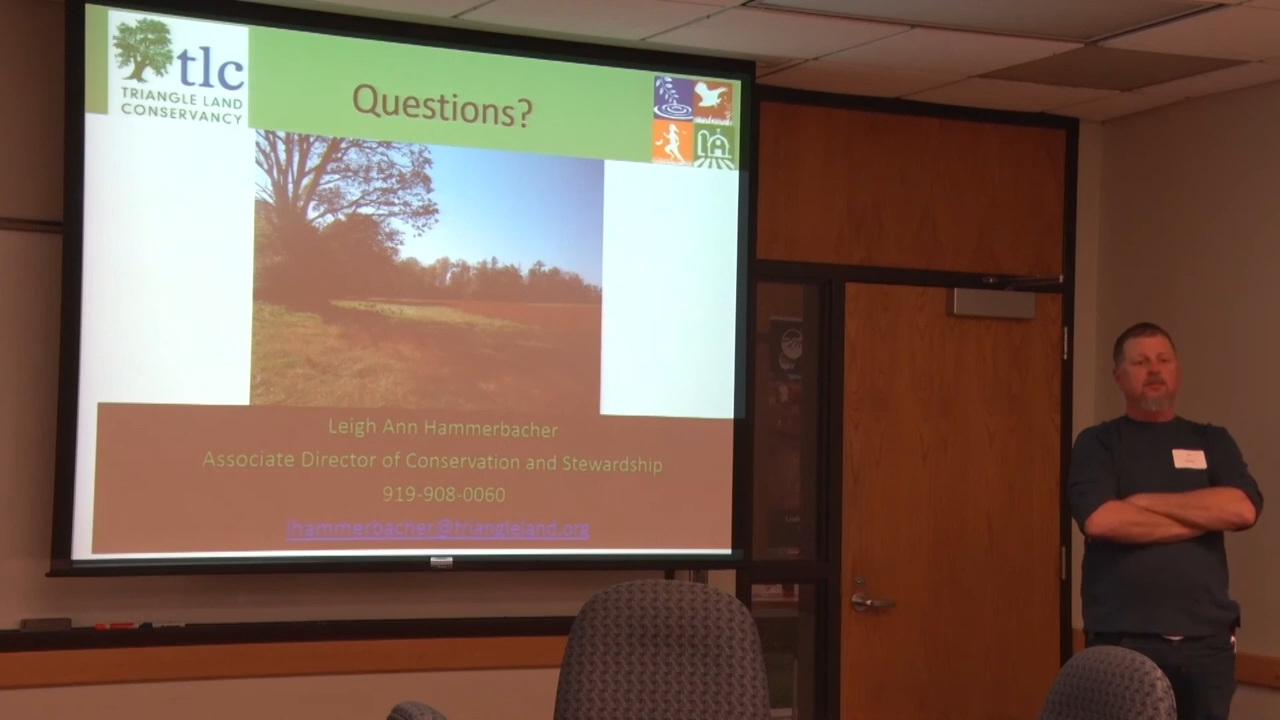 tlc
TRIANGLE LAND
CONSERVANCY
Questions?
Leigh Ann Hammerbacher
Associate Director of Conservation and Stewardship
919-908-0060
lhammerbacher@triangleland.org